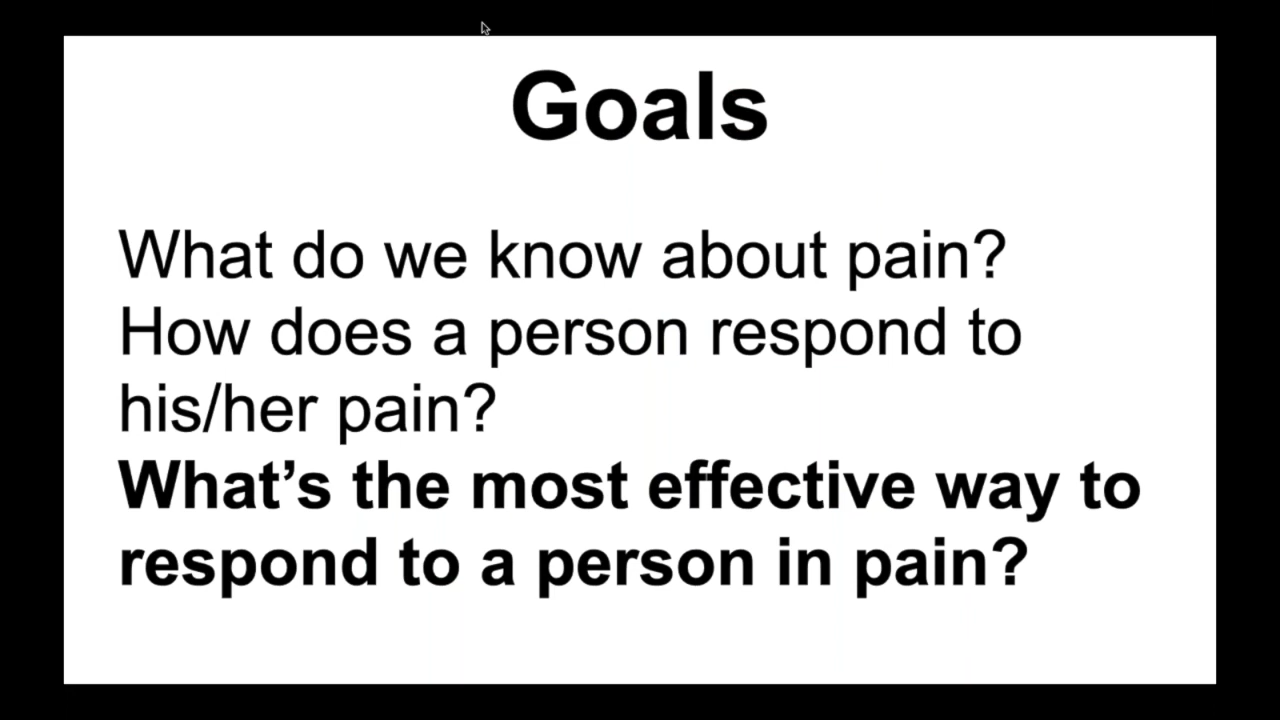 Goals
What do we know about pain?
How does a person respond to
his/her pain?
What’s the most effective way to
respond to a person in pain?